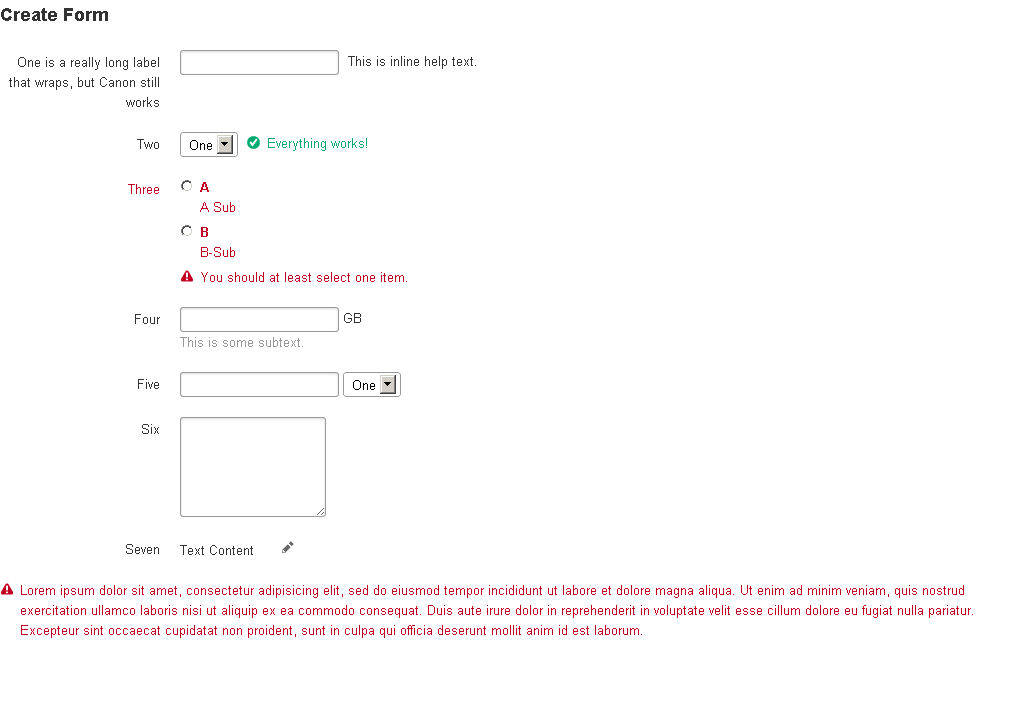 Create Form
One is a really long label
that wraps, but Canon still
works
This is inline help text.
Two
One
Everything works!
Three
A
A Sub
B
B-Sub
You should at least select one item.
Four
GB
This is some subtext.
Five
One
Six
Seven
Text Content
Lorem ipsum dolor sit amet, consectetur adipisicing elit, sed do eiusmod tempor incididunt ut labore et dolore magna aliqua. Ut enim ad minim veniam, quis nostrud
exercitation ullamco laboris nisi ut aliquip ex ea commodo consequat. Duis aute irure dolor in reprehenderit in voluptate velit esse cillum dolore eu fugiat nulla pariatur.
Excepteur sint occaecat cupidatat non proident, sunt in culpa qui officia deserunt mollit anim id est laborum.